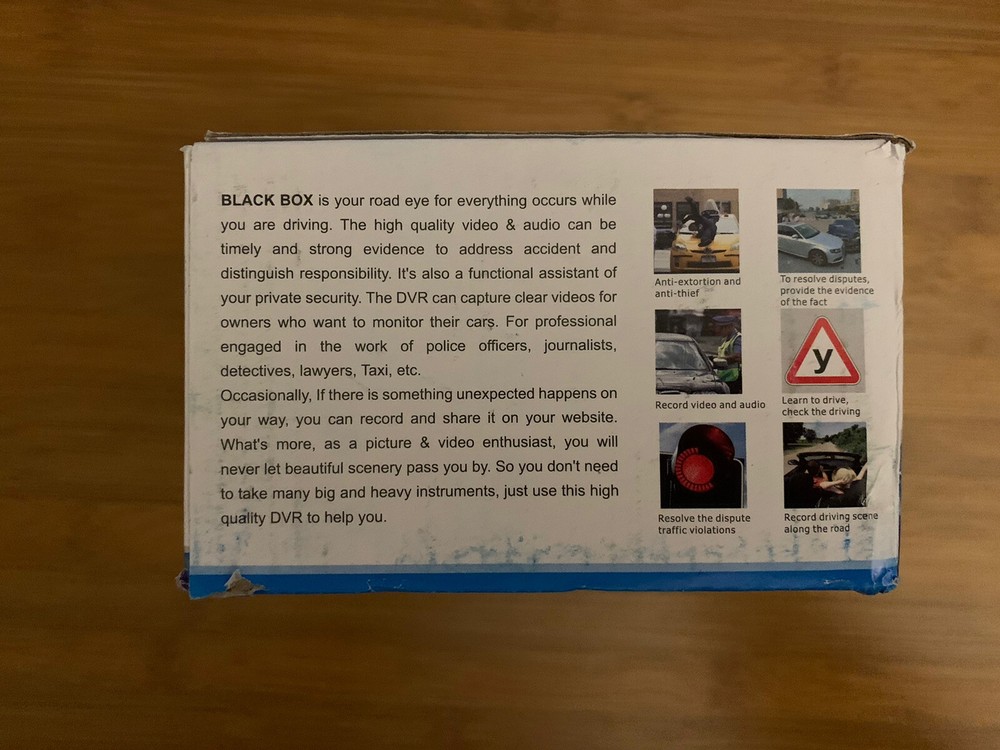 BLACK BOX is your road eye for everything occurs while
you are driving. The high quality video & audio can be
timely and strong evidence to address accident and
distinguish responsibility. It's also a functional assistant of
your private security. The DVR can capture clear videos for
owners who want to monitor their cars. For professional
engaged in the work of police officers, journalists,
detectives, lawyers, Taxi, etc.
Occasionally, If there is something unexpected happens on
your way, you can record and share it on your website.
What's more, as a picture & video enthusiast, you will
never let beautiful scenery pass you by. So you don't need
to take many big and heavy instruments, just use this high
quality DVR to help you.
Anti-extortion and
anti-thief
To resolve disputes,
provide the evidence
of the fact
Record video and audio
y
Learn to drive,
check the driving
Resolve the dispute
traffic violations
Record driving scene
along the road